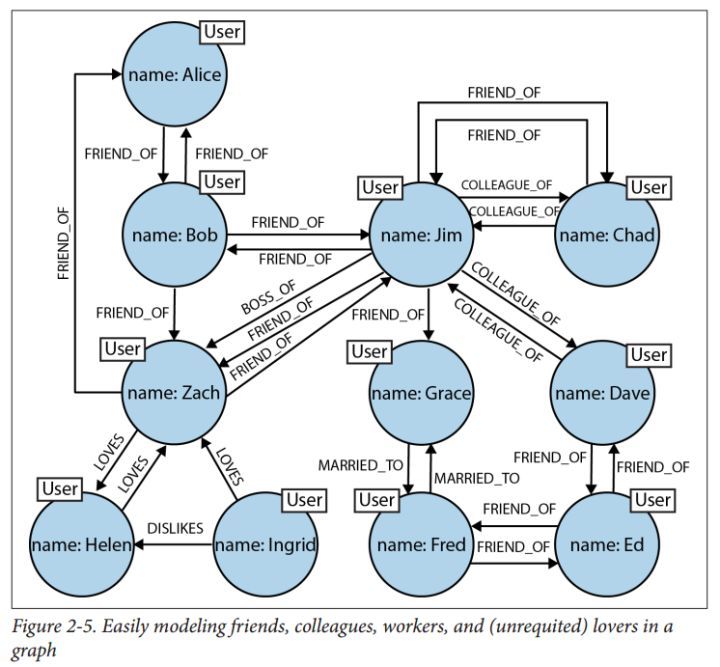 User
name: Alice
FRIEND_OF
FRIEND_OF
FRIEND_OF
FRIEND_OF
FRIEND_OF
User
name: Bob
FRIEND_OF
FRIEND_OF
User
name: Jim
COLLEAGUE_OF
COLLEAGUE_OF
User
name: Chad
FRIEND_OF
BOSS_OF
FRIEND_OF
FRIEND_OF
FRIEND_OF
COLLEAGUE_OF
COLLEAGUE_OF
User
name: Zach
User
name: Grace
User
name: Dave
LOVES
LOVES
LOVES
MARRIED_TO
MARRIED_TO
FRIEND_OF
FRIEND_OF
User
name: Helen
DISLIKES
User
name: Ingrid
User
name: Fred
FRIEND_OF
FRIEND_OF
User
name: Ed
Figure 2-5. Easily modeling friends, colleagues, workers, and (unrequited) lovers in a
graph